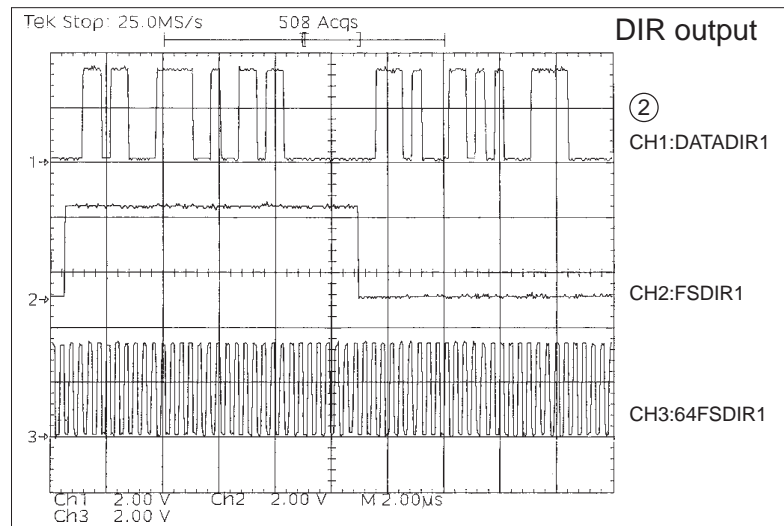 Tek Stop: 25.0MS/s 508 Acqs
DIR output
2
CH1:DATADIR1
1
CH2:FSDIR1
2
CH3:64FSDIR1
3
Ch1 2.00 V Ch2 2.00 V M 2.00µs
Ch3 2.00 V